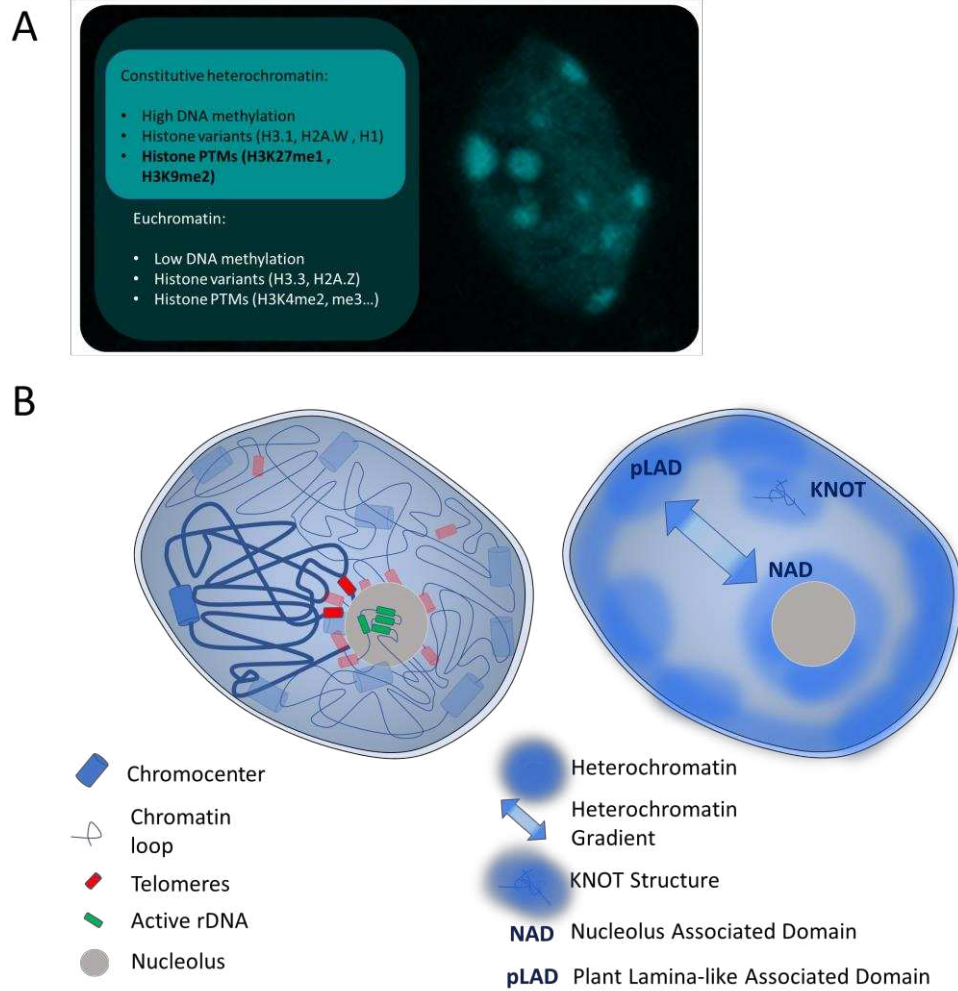 A
Constitutive heterochromatin:
• High DNA methylation
• Histone variants (H3.1, H2A.W , H1)
• Histone PTMs (H3K27me1 ,
H3K9me2)
Euchromatin:
• Low DNA methylation
• Histone variants (H3.3, H2A.Z)
• Histone PTMs (H3K4me2, me3...)
B
pLAD
KNOT
NAD
Chromocenter
Chromatin
loop
Telomeres
Active rDNA
Nucleolus
Heterochromatin
Heterochromatin
Gradient
KNOT Structure
NAD Nucleolus Associated Domain
pLAD Plant Lamina-like Associated Domain